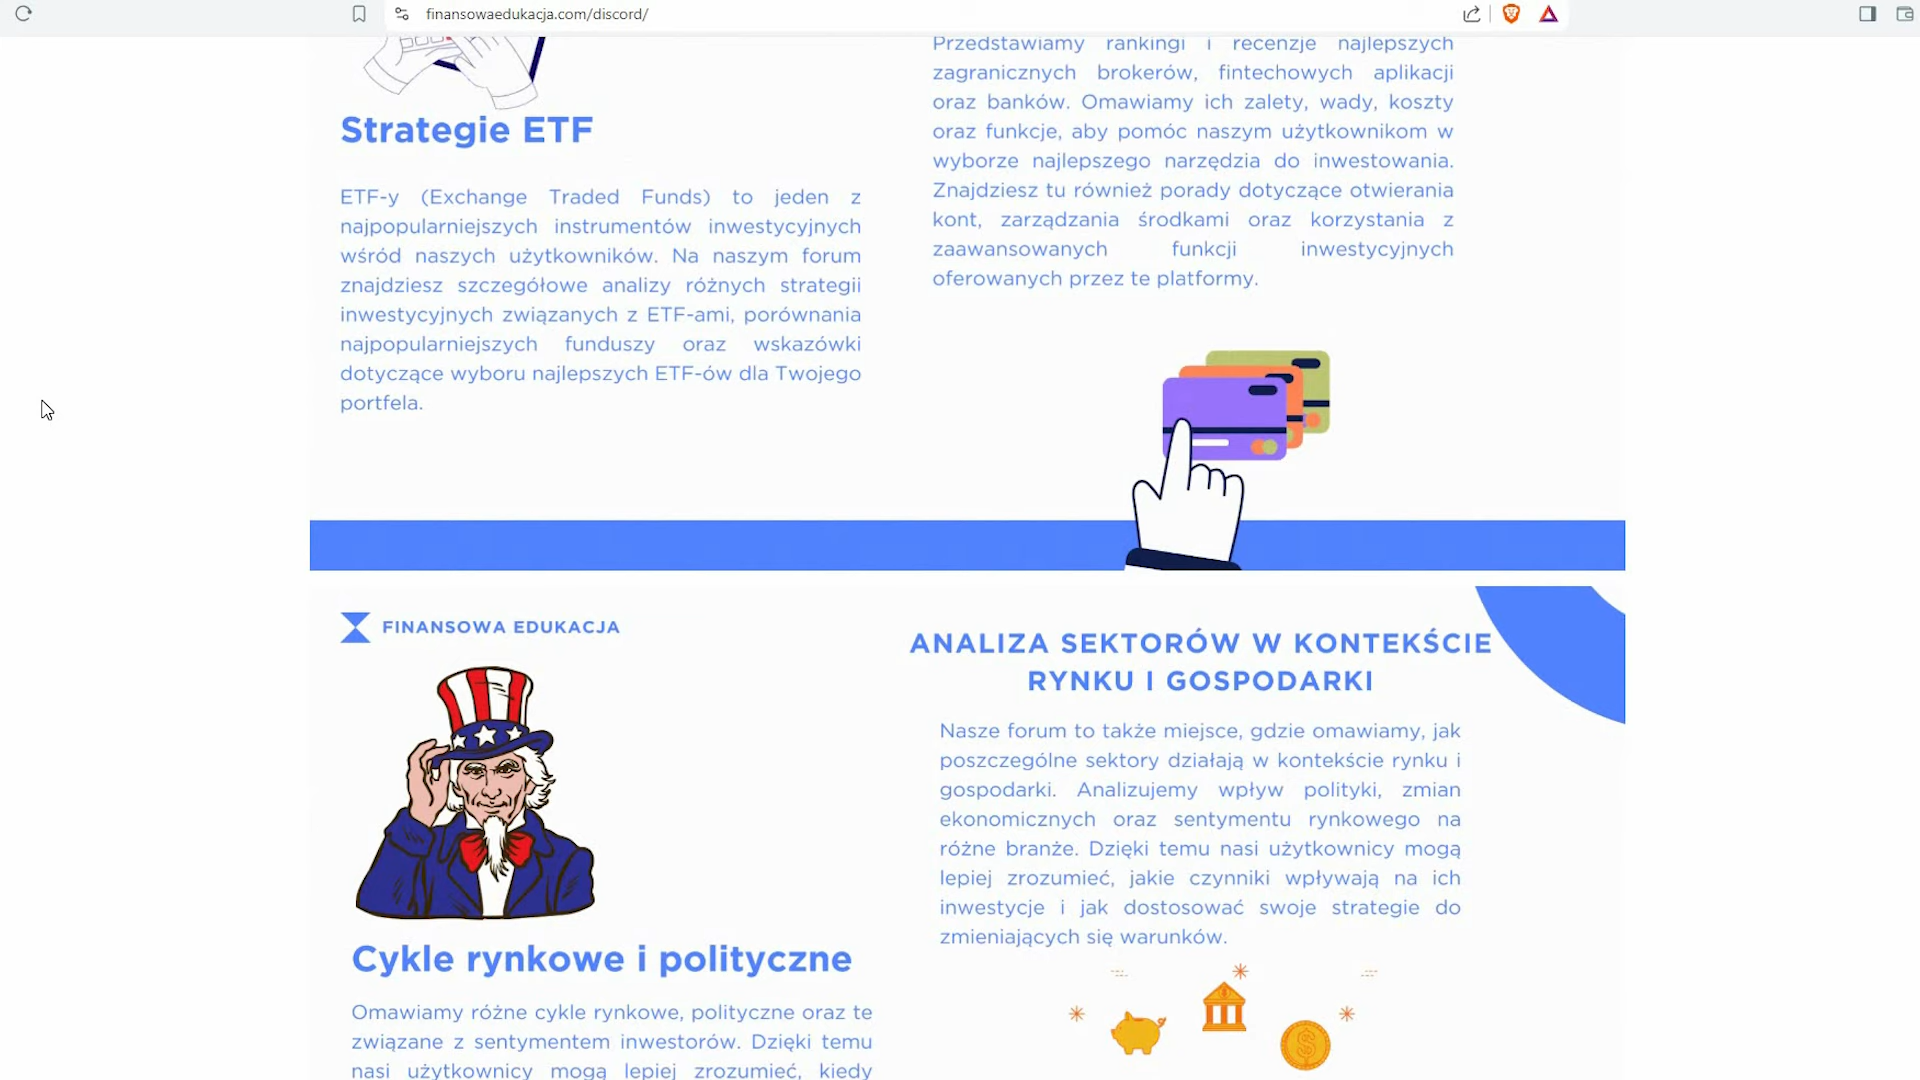 finansowaedukacja.com/discord/
Strategie ETF
ETF-y (Exchange Traded Funds) to jeden z
najpopularniejszych instrumentów inwestycyjnych
wśród naszych użytkowników. Na naszym forum
znajdziesz szczegółowe analizy różnych strategii
inwestycyjnych związanych z ETF-ami, porównania
najpopularniejszych funduszy oraz wskazówki
dotyczące wyboru najlepszych ETF-ów dla Twojego
portfela.
Przedstawiamy rankingi i recenzje najlepszych
zagranicznych brokerów, fintechowych aplikacji
oraz banków. Omawiamy ich zalety, wady, koszty
oraz funkcje, aby pomóc naszym użytkownikom w
wyborze najlepszego narzędzia do inwestowania.
Znajdziesz tu również porady dotyczące otwierania
kont, zarządzania środkami oraz korzystania z
zaawansowanych funkcji inwestycyjnych
oferowanych przez te platformy.
FINANSOWA EDUKACJA
Cykle rynkowe i polityczne
Omawiamy różne cykle rynkowe, polityczne oraz te
związane z sentymentem inwestorów. Dzięki temu
nasi użytkownicy mogą lepiej zrozumieć, kiedy
ANALIZA SEKTORÓW W KONTEKŚCIE
RYNKU I GOSPODARKI
Nasze forum to także miejsce, gdzie omawiamy, jak
poszczególne sektory działają w kontekście rynku i
gospodarki. Analizujemy wpływ polityki, zmian
ekonomicznych oraz sentymentu rynkowego na
różne branże. Dzięki temu nasi użytkownicy mogą
lepiej zrozumieć, jakie czynniki wpływają na ich
inwestycje i jak dostosować swoje strategie do
zmieniających się warunków.